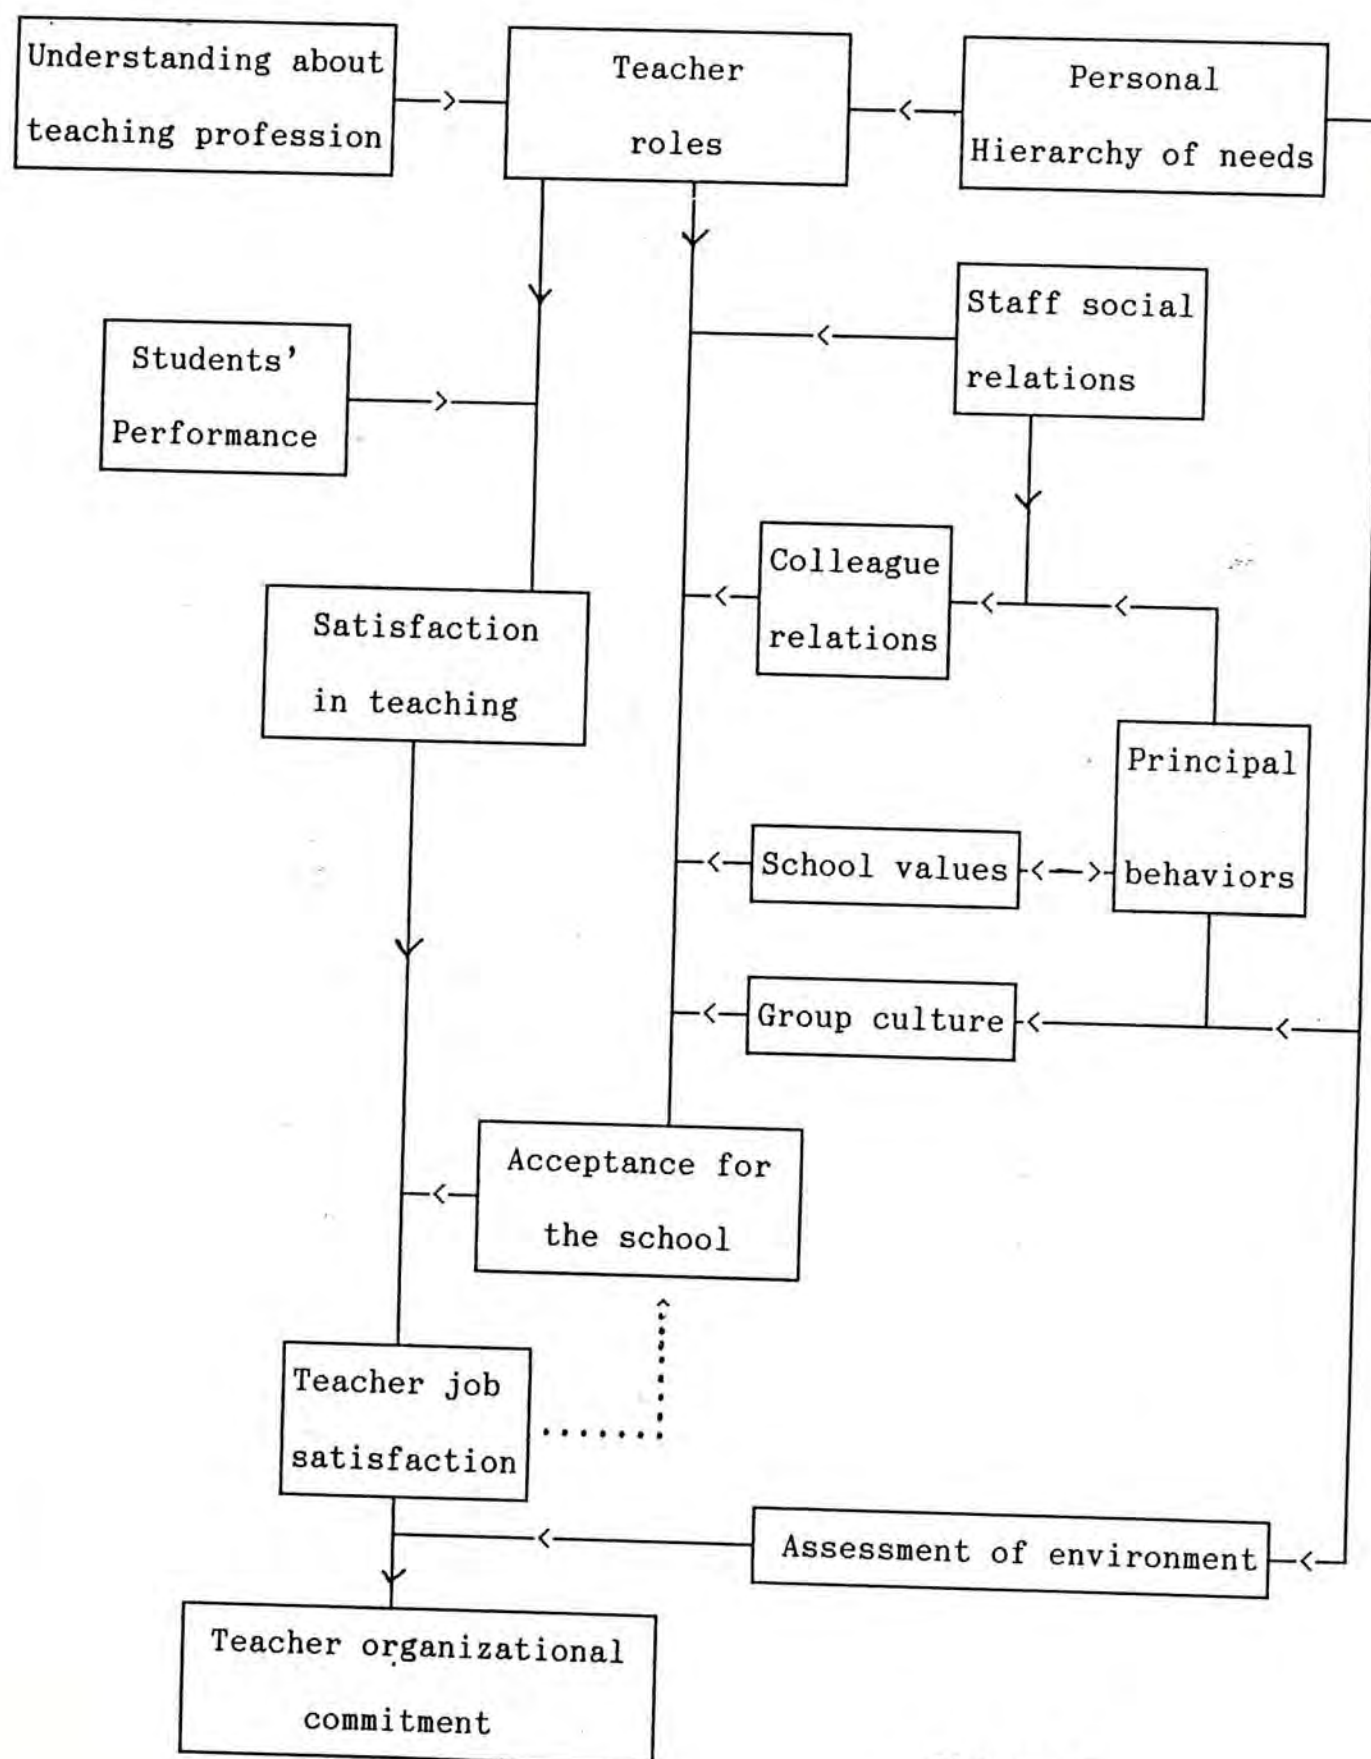 Understanding about
teaching profession
Teacher
roles
Personal
Hierarchy of needs
Staff social
relations
Students'
Performance
Colleague
relations
Satisfaction
in teaching
Principal
behaviors
School values
Group culture
Acceptance for
the school
Teacher job
satisfaction
Assessment of environment
Teacher organizational
commitment